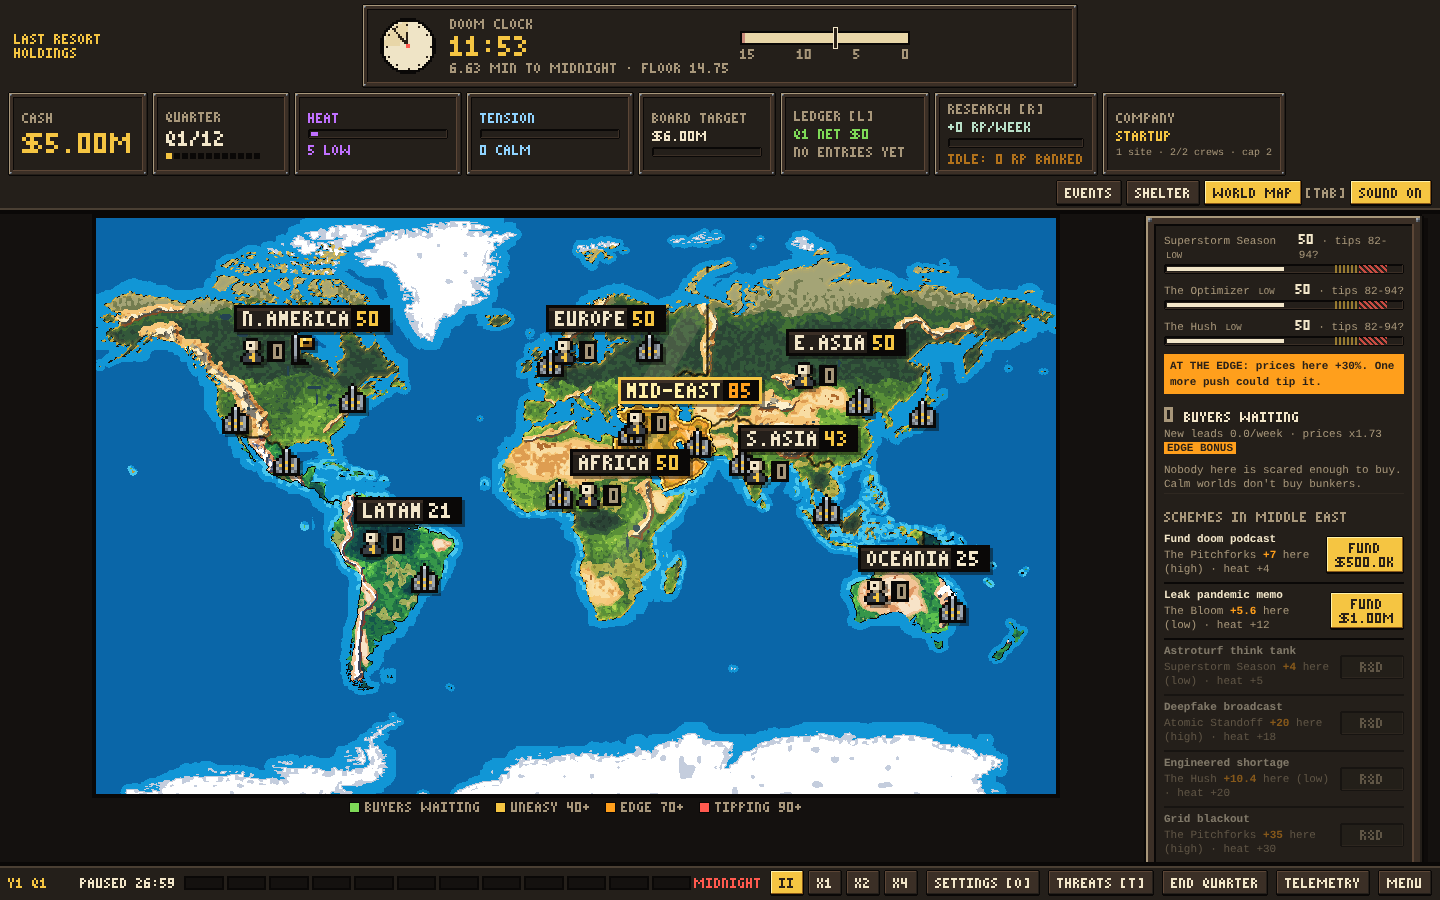 LAST RESORT
HOLDINGS
DOOM CLOCK
11:53
6.63 MIN TO MIDNIGHT · FLOOR 14.75
15 10 5 0
CASH
$5.00M
QUARTER
Q1/12
HEAT
5 LOW
TENSION
0 CALM
BOARD TARGET
$6.00M
LEDGER [L]
Q1 NET $0
NO ENTRIES YET
RESEARCH [R]
+0 RP/WEEK
IDLE: 0 RP BANKED
COMPANY
STARTUP
1 site · 2/2 crews · cap 2
EVENTS
SHELTER
WORLD MAP
[TAB]
SOUND ON
N.AMERICA 50
0
EUROPE 50
0
E.ASIA 50
0
MID-EAST 85
0
S.ASIA 43
0
AFRICA 50
0
LATAM 21
0
OCEANIA 25
0
BUYERS WAITING
UNEASY 40+
EDGE 70+
TIPPING 90+
Superstorm Season 50 · tips 82-
LOW 94?
The Optimizer LOW 50 · tips 82-94?
The Hush LOW 50 · tips 82-94?
AT THE EDGE: prices here +30%. One
more push could tip it.
0 BUYERS WAITING
New leads 0.0/week · prices x1.73
EDGE BONUS
Nobody here is scared enough to buy.
Calm worlds don't buy bunkers.
SCHEMES IN MIDDLE EAST
Fund doom podcast
The Pitchforks +7 here
(high) · heat +4
FUND
$500.0K
Leak pandemic memo
The Bloom +5.6 here
(low) · heat +12
FUND
$1.00M
Astroturf think tank
Superstorm Season +4 here
(low) · heat +5
R&D
Deepfake broadcast
Atomic Standoff +20 here
(high) · heat +18
R&D
Engineered shortage
The Hush +10.4 here (low)
· heat +20
R&D
Grid blackout
The Pitchforks +35 here
(high) · heat +30
R&D
Y1 Q1
PAUSED 26:59
MIDNIGHT
II
X1
X2
X4
SETTINGS [O]
THREATS [T]
END QUARTER
TELEMETRY
MENU